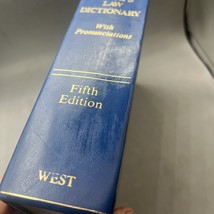 LAW
DICTIONARY
With
Pronunciations
Fifth
Edition
WEST